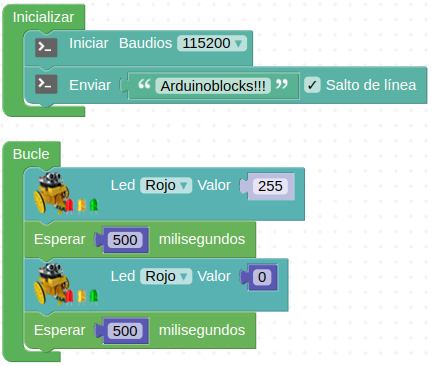 Inicializar
Iniciar Baudios 115200
Enviar “ Arduinoblocks!!! ” Salto de línea
Bucle
Led Rojo Valor 255
Esperar 500 milisegundos
Led Rojo Valor 0
Esperar 500 milisegundos